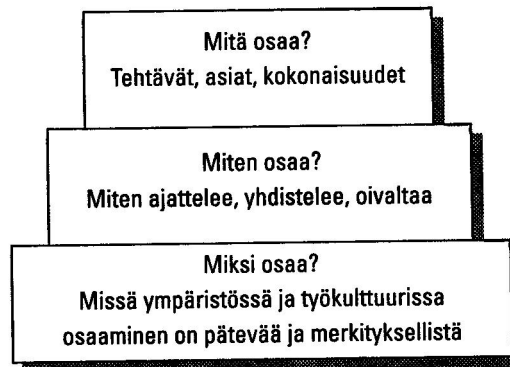 Mitä osaa?
Tehtävät, asiat, kokonaisuudet
Miten osaa?
Miten ajattelee, yhdistelee, oivaltaa
Miksi osaa?
Missä ympäristössä ja työkulttuurissa
osaaminen on pätevää ja merkityksellistä